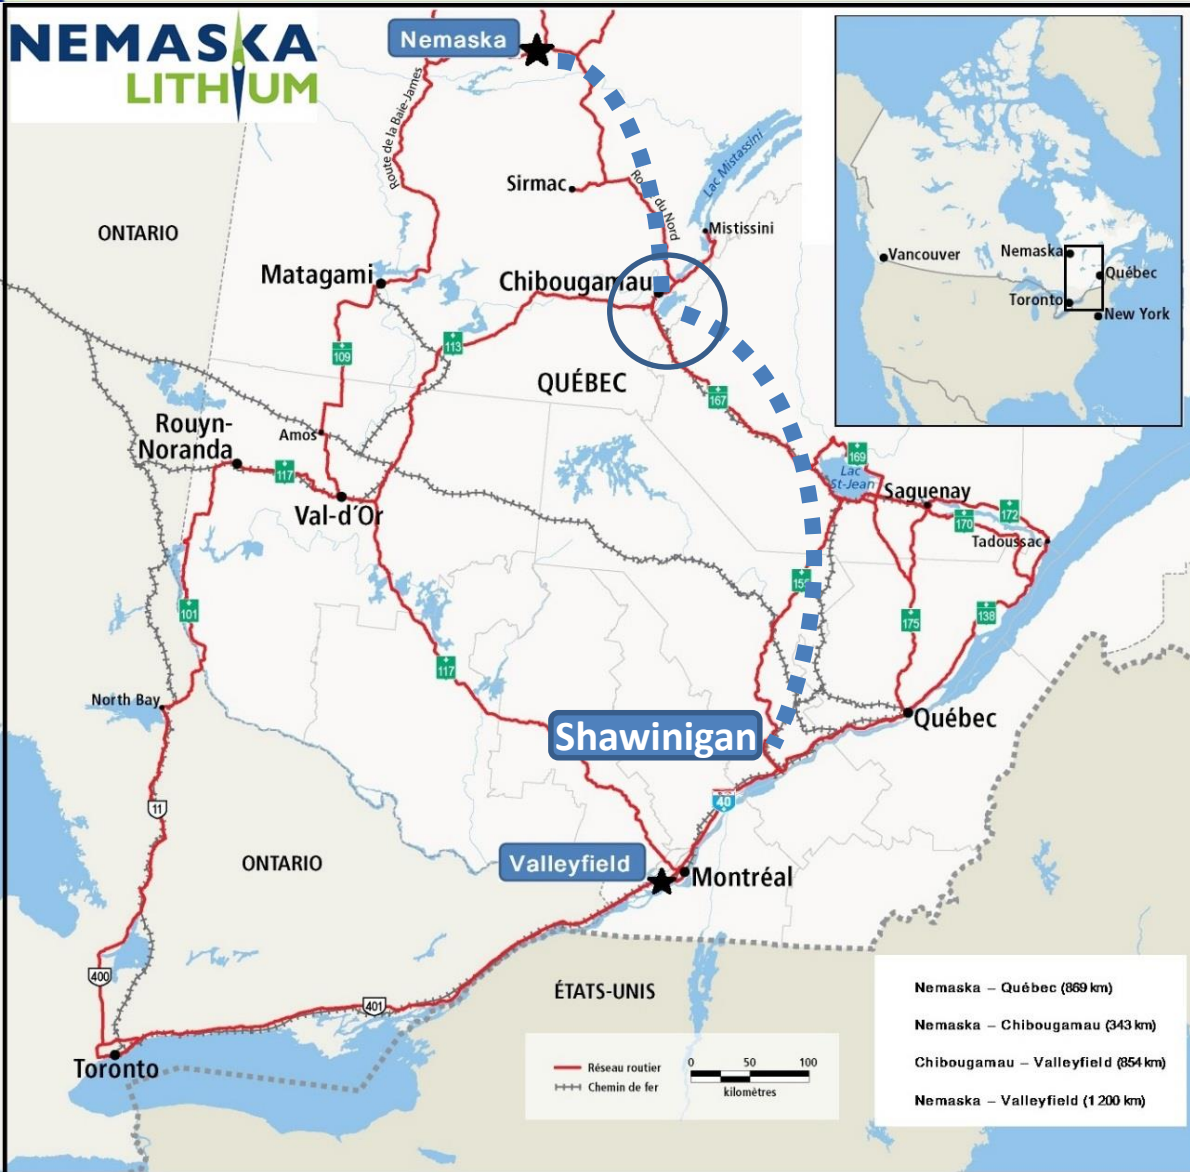 NEMASKA
LITHIUM
Nemaska
Route de la Baie-James
Lac Mistassini
Sirmac
Mistissini
ONTARIO
Matagami
Chibougamau
Vancouver
Nemaska
Québec
Toronto
New York
109
113
QUÉBEC
167
Rouyn-
Noranda
Amos
117
Val-d'Or
169
Lac
St-Jean
Saguenay
172
170
Tadoussac
101
155
175
138
117
North Bay
Shawinigan
Québec
40
11
ONTARIO
Valleyfield
Montréal
400
401
ÉTATS-UNIS
Toronto
Réseau routier
Chemin de fer
0 50 100
kilomètres
Nemaska – Québec (869 km)
Nemaska – Chibougamau (343 km)
Chibougamau – Valleyfield (854 km)
Nemaska – Valleyfield (1 200 km)